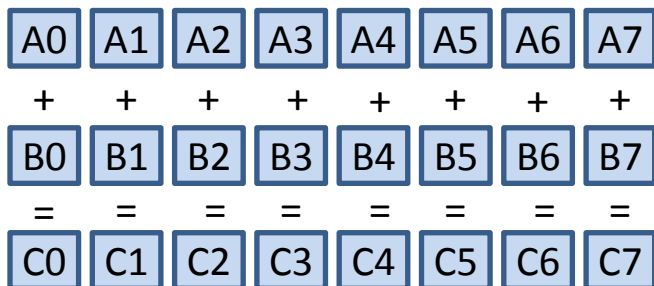 A0 A1 A2 A3 A4 A5 A6 A7
+ + + + + + + +
B0 B1 B2 B3 B4 B5 B6 B7
= = = = = = = =
C0 C1 C2 C3 C4 C5 C6 C7